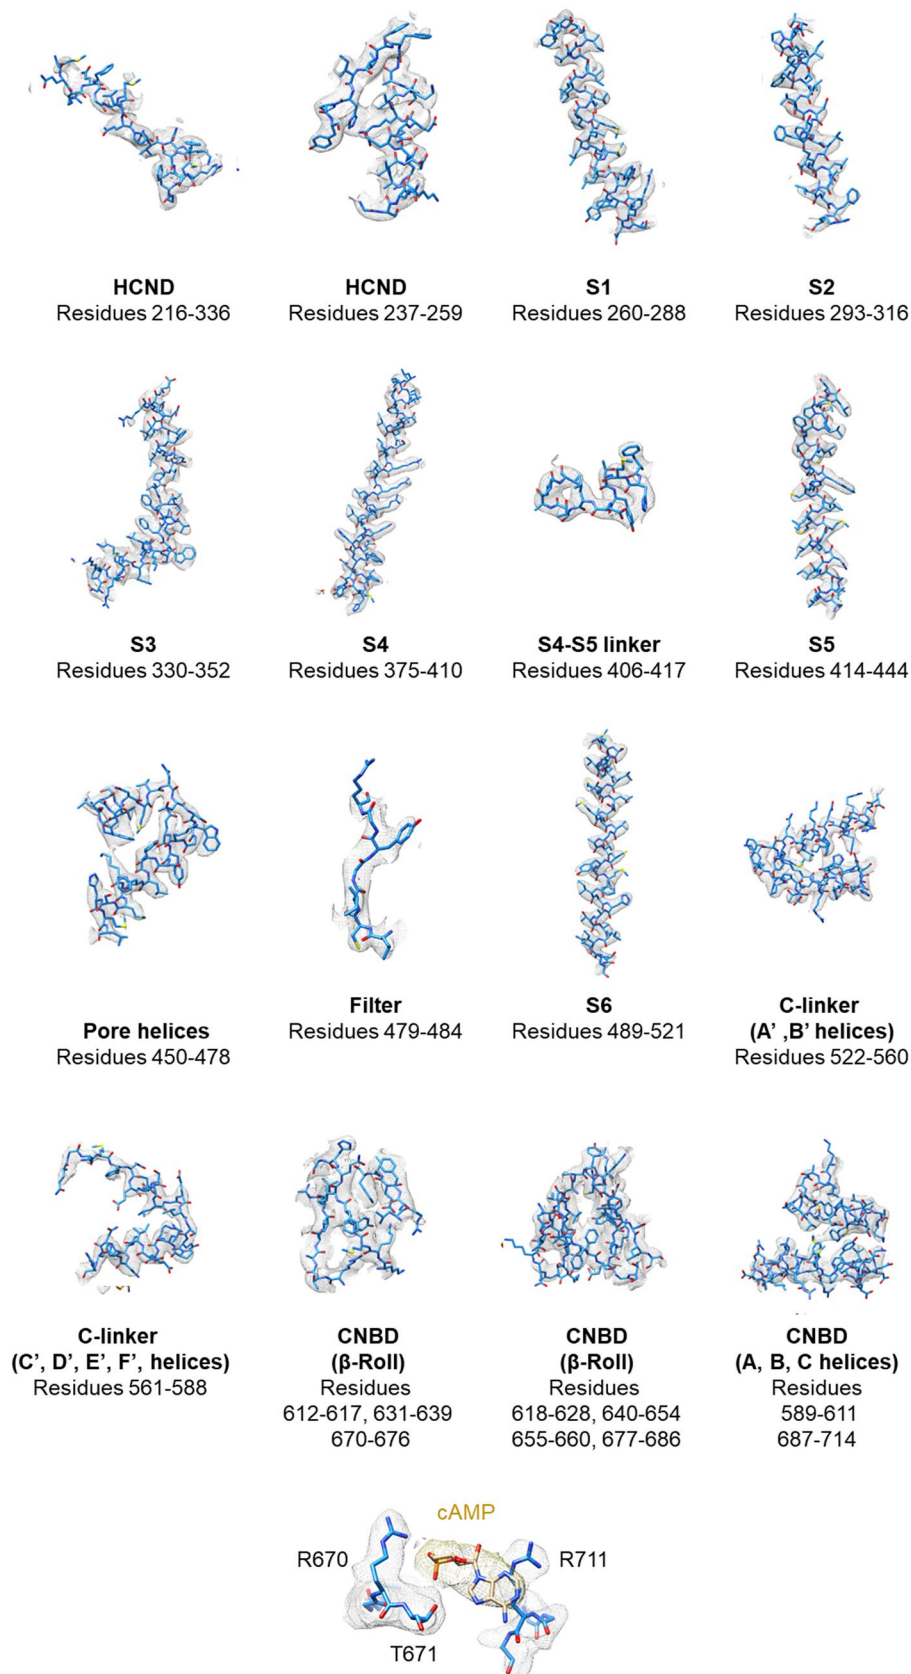 HCND
Residues 216-336
HCND
Residues 237-259
S1
Residues 260-288
S2
Residues 293-316
S3
Residues 330-352
S4
Residues 375-410
S4-S5 linker
Residues 406-417
S5
Residues 414-444
Pore helices
Residues 450-478
Filter
Residues 479-484
S6
Residues 489-521
C-linker
(A’ ,B’ helices)
Residues 522-560
C-linker
(C’, D’, E’, F’, helices)
Residues 561-588
CNBD
(β-Roll)
Residues
612-617, 631-639
670-676
CNBD
(β-Roll)
Residues
618-628, 640-654
655-660, 677-686
CNBD
(A, B, C helices)
Residues
589-611
687-714
cAMP
R670
R711
T671